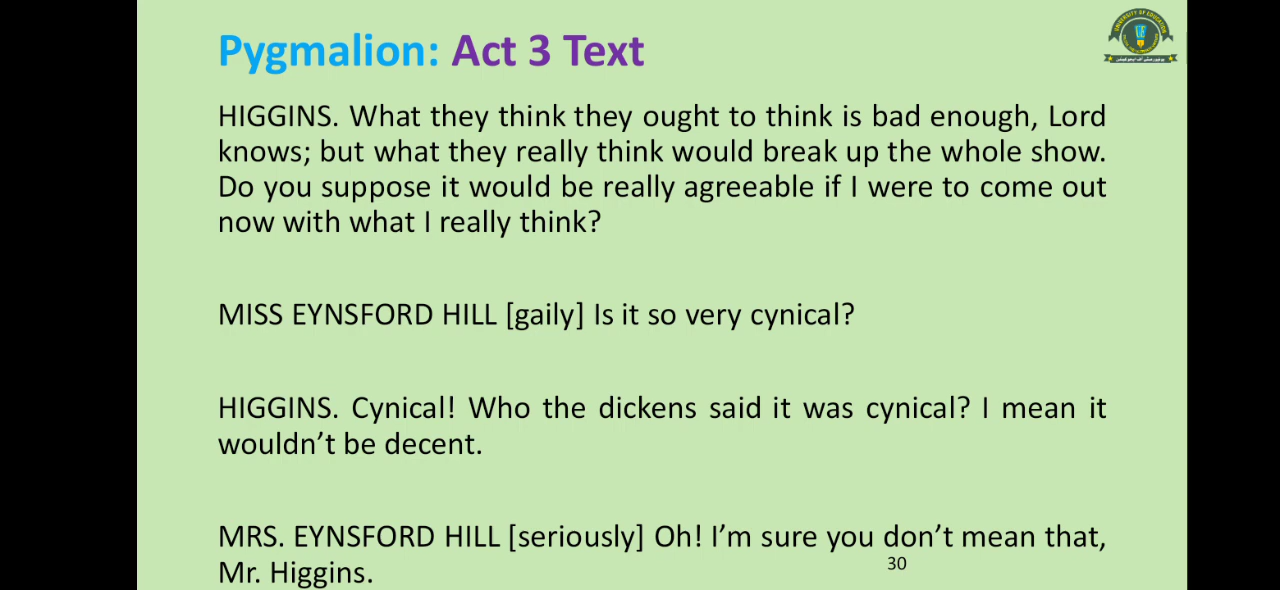 UNIVERSITY OF EDUCATION
Pygmalion: Act 3 Text
HIGGINS. What they think they ought to think is bad enough, Lord
knows; but what they really think would break up the whole show.
Do you suppose it would be really agreeable if I were to come out
now with what I really think?
MISS EYNSFORD HILL [gaily] Is it so very cynical?
HIGGINS. Cynical! Who the dickens said it was cynical? I mean it
wouldn’t be decent.
MRS. EYNSFORD HILL [seriously] Oh! I’m sure you don’t mean that,
Mr. Higgins.
30